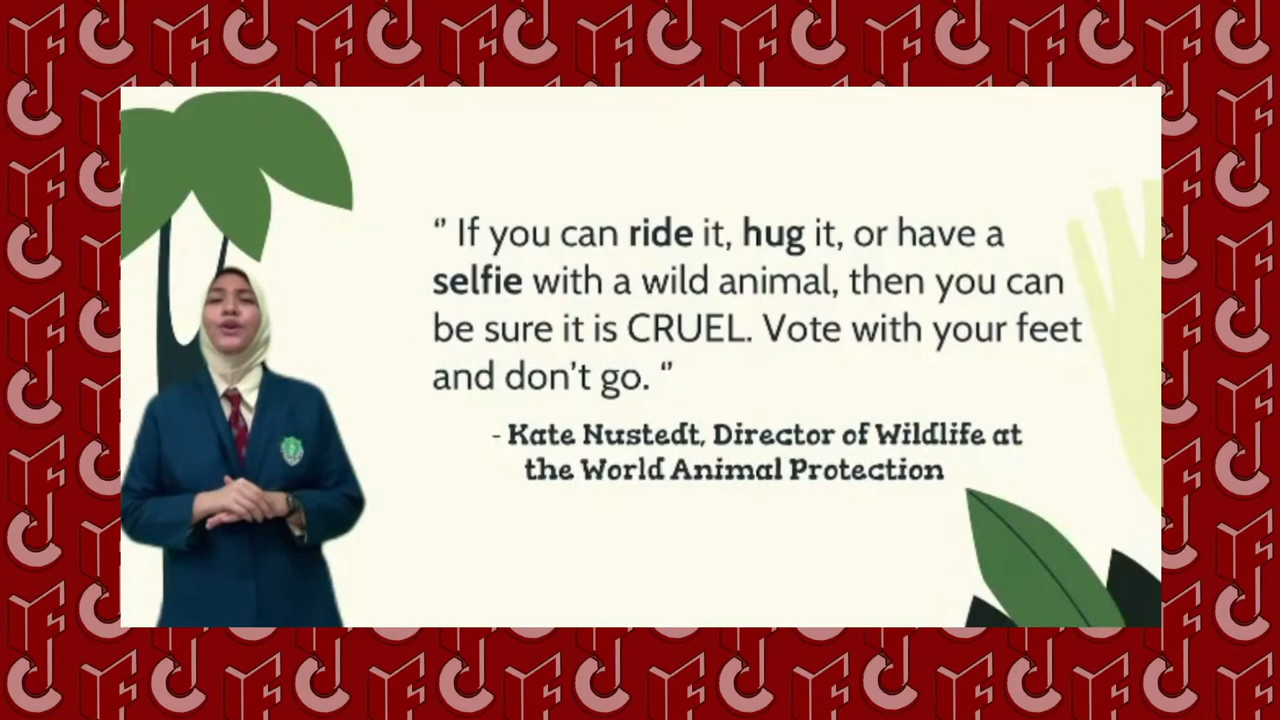 “ If you can ride it, hug it, or have a
selfie with a wild animal, then you can
be sure it is CRUEL. Vote with your feet
and don’t go. ”
- Kate Nustedt, Director of Wildlife at
the World Animal Protection